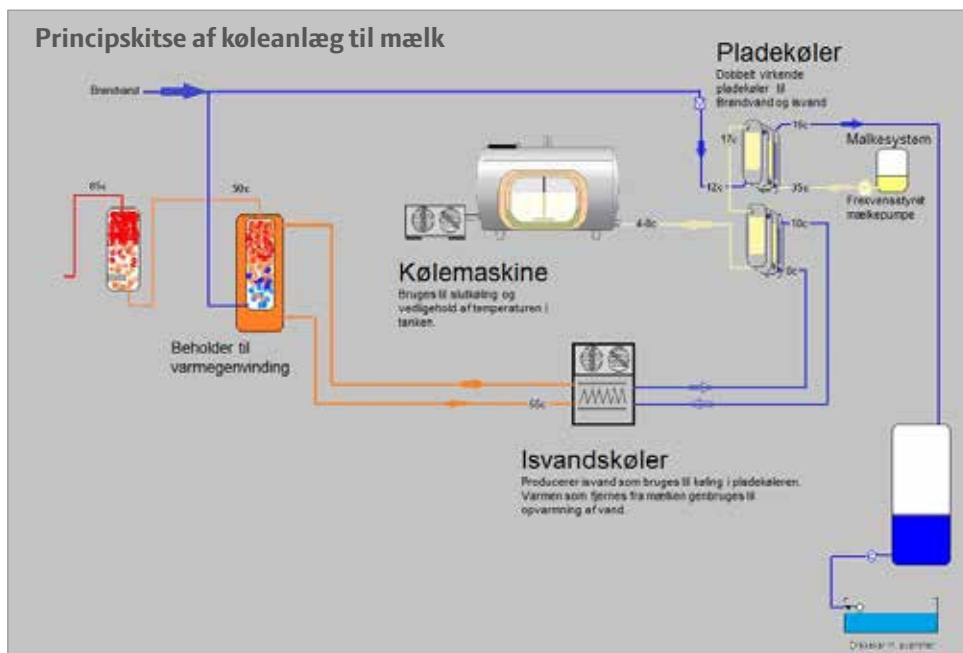 Principskitse af køleanlæg til mælk
Pladekøler
Dobbelt virkende
pladekøler til
Brøndvand og isvand
Brøndvand
16c
17c
Malkesystem
12c
35c
Frekvensstyret
mælkepumpe
85c
50c
4-8c
10c
Kølemaskine
Bruges til slutkøling og
vedligehold af temperaturen i
tanken.
Beholder til
varmegenvinding
55c
Isvandskøler
Producerer isvand som bruges til køling i pladekøleren.
Varmen som fjernes fra mælken genbruges til
opvarmning af vand.